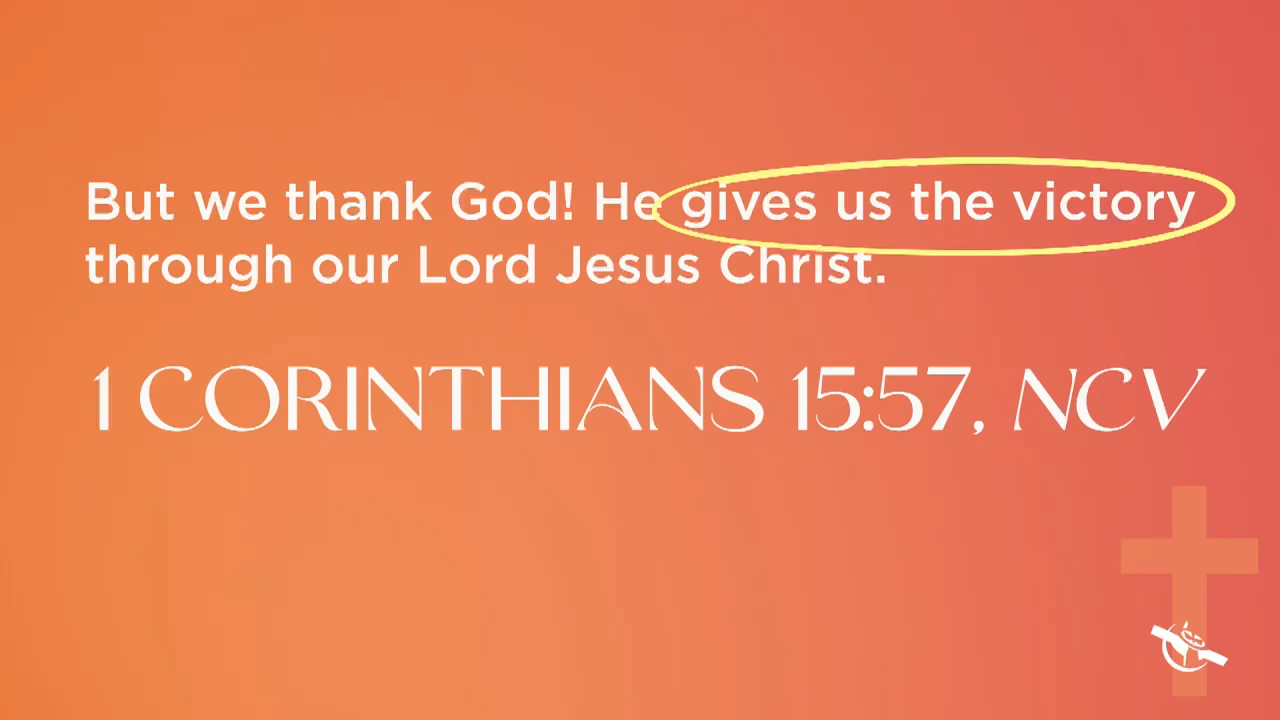 But we thank God! He gives us the victory
through our Lord Jesus Christ.
1 CORINTHIANS 15:57, NCV